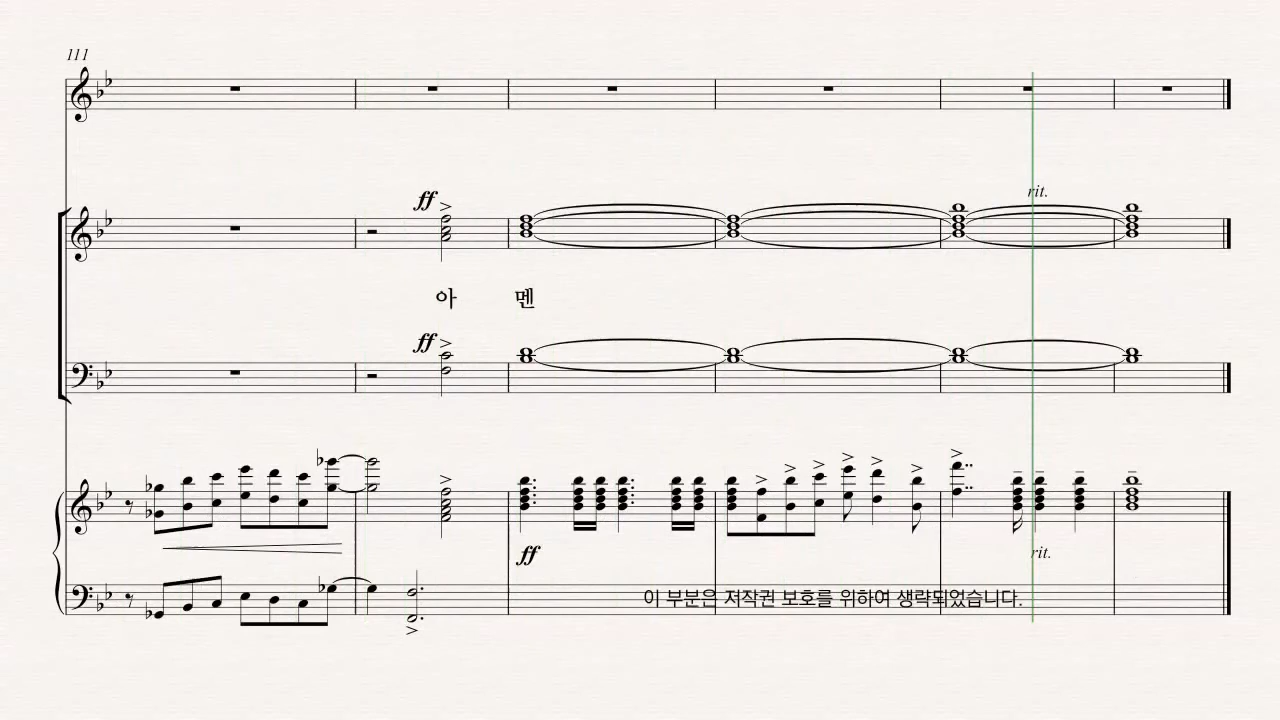 111
rit.
ff
아 멘
ff
ff
rit.
이 부분은 저작권 보호를 위하여 생략되었습니다.